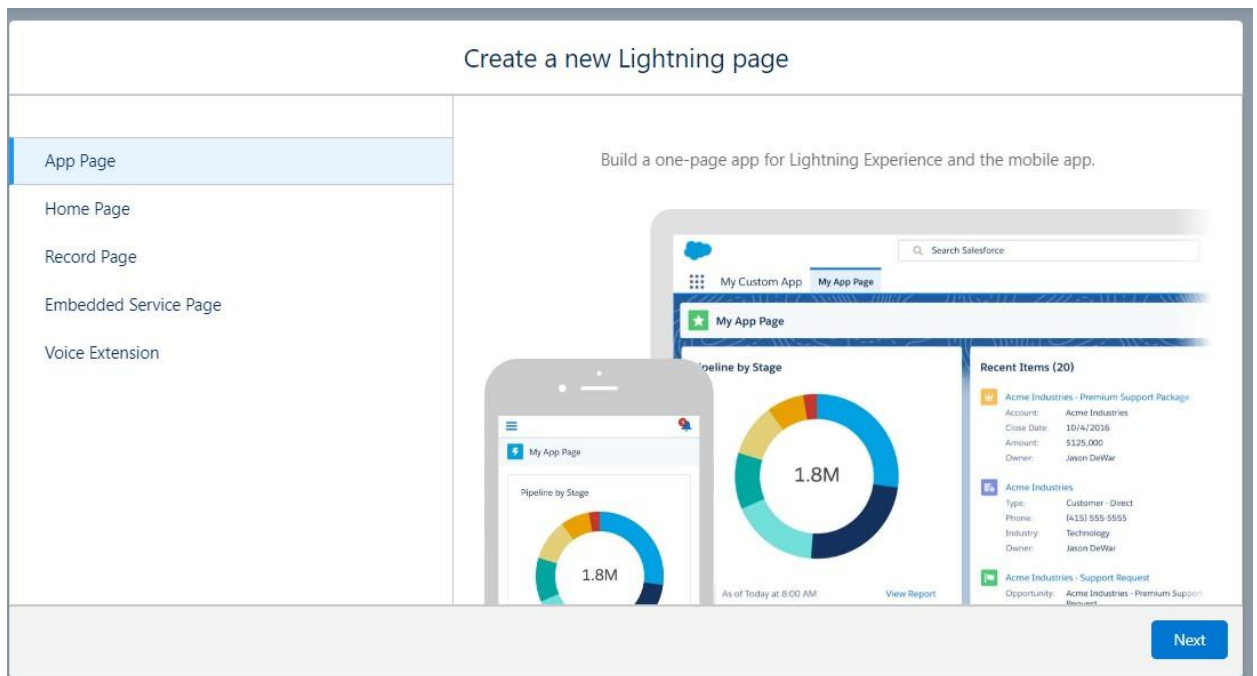 Create a new Lightning page
App Page
Home Page
Record Page
Embedded Service Page
Voice Extension
Build a one-page app for Lightning Experience and the mobile app.
Search Salesforce
My Custom App My App Page
My App Page
peline by Stage
1.8M
As of Today at 8:00 AM View Report
Recent Items (20)
Acme Industries - Premium Support Package
Account: Acme Industries
Close Date: 10/4/2016
Amount: $125,000
Owner: Jason DeWar
Acme Industries
Type: Customer - Direct
Phone: (415) 555-5555
Industry: Technology
Owner: Jason DeWar
Acme Industries - Support Request
Opportunity: Acme Industries - Premium Support
Request
My App Page
Pipeline by Stage
1.8M
Next